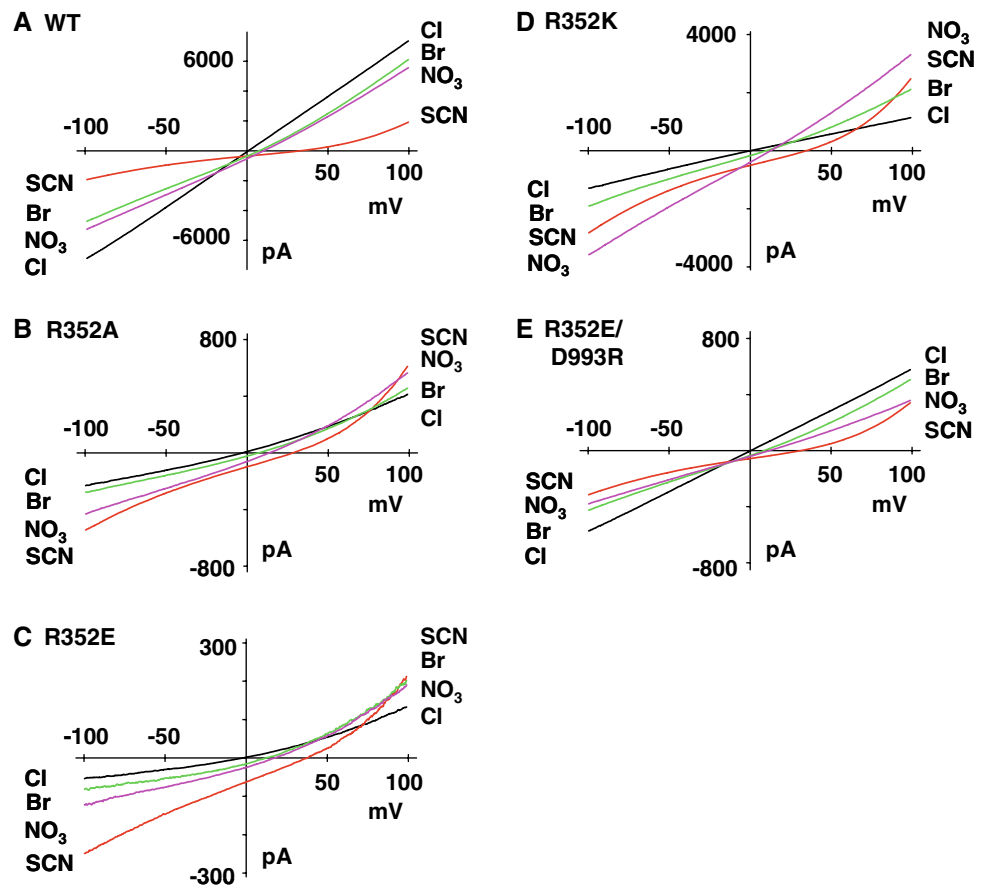 A WT
6000
-100 -50
50 100
mV
-6000
pA
Cl
Br
NO₃
SCN
SCN
Br
NO₃
Cl
B R352A
800
-100 -50
50 100
mV
-800
pA
SCN
NO₃
Br
Cl
Cl
Br
NO₃
SCN
C R352E
300
-100 -50
50 100
mV
-300
pA
SCN
Br
NO₃
Cl
Cl
Br
NO₃
SCN
D R352K
4000
-100 -50
50 100
mV
-4000
pA
NO₃
SCN
Br
Cl
Cl
Br
SCN
NO₃
E R352E/
D993R
800
-100 -50
50 100
mV
-800
pA
Cl
Br
NO₃
SCN
SCN
NO₃
Br
Cl